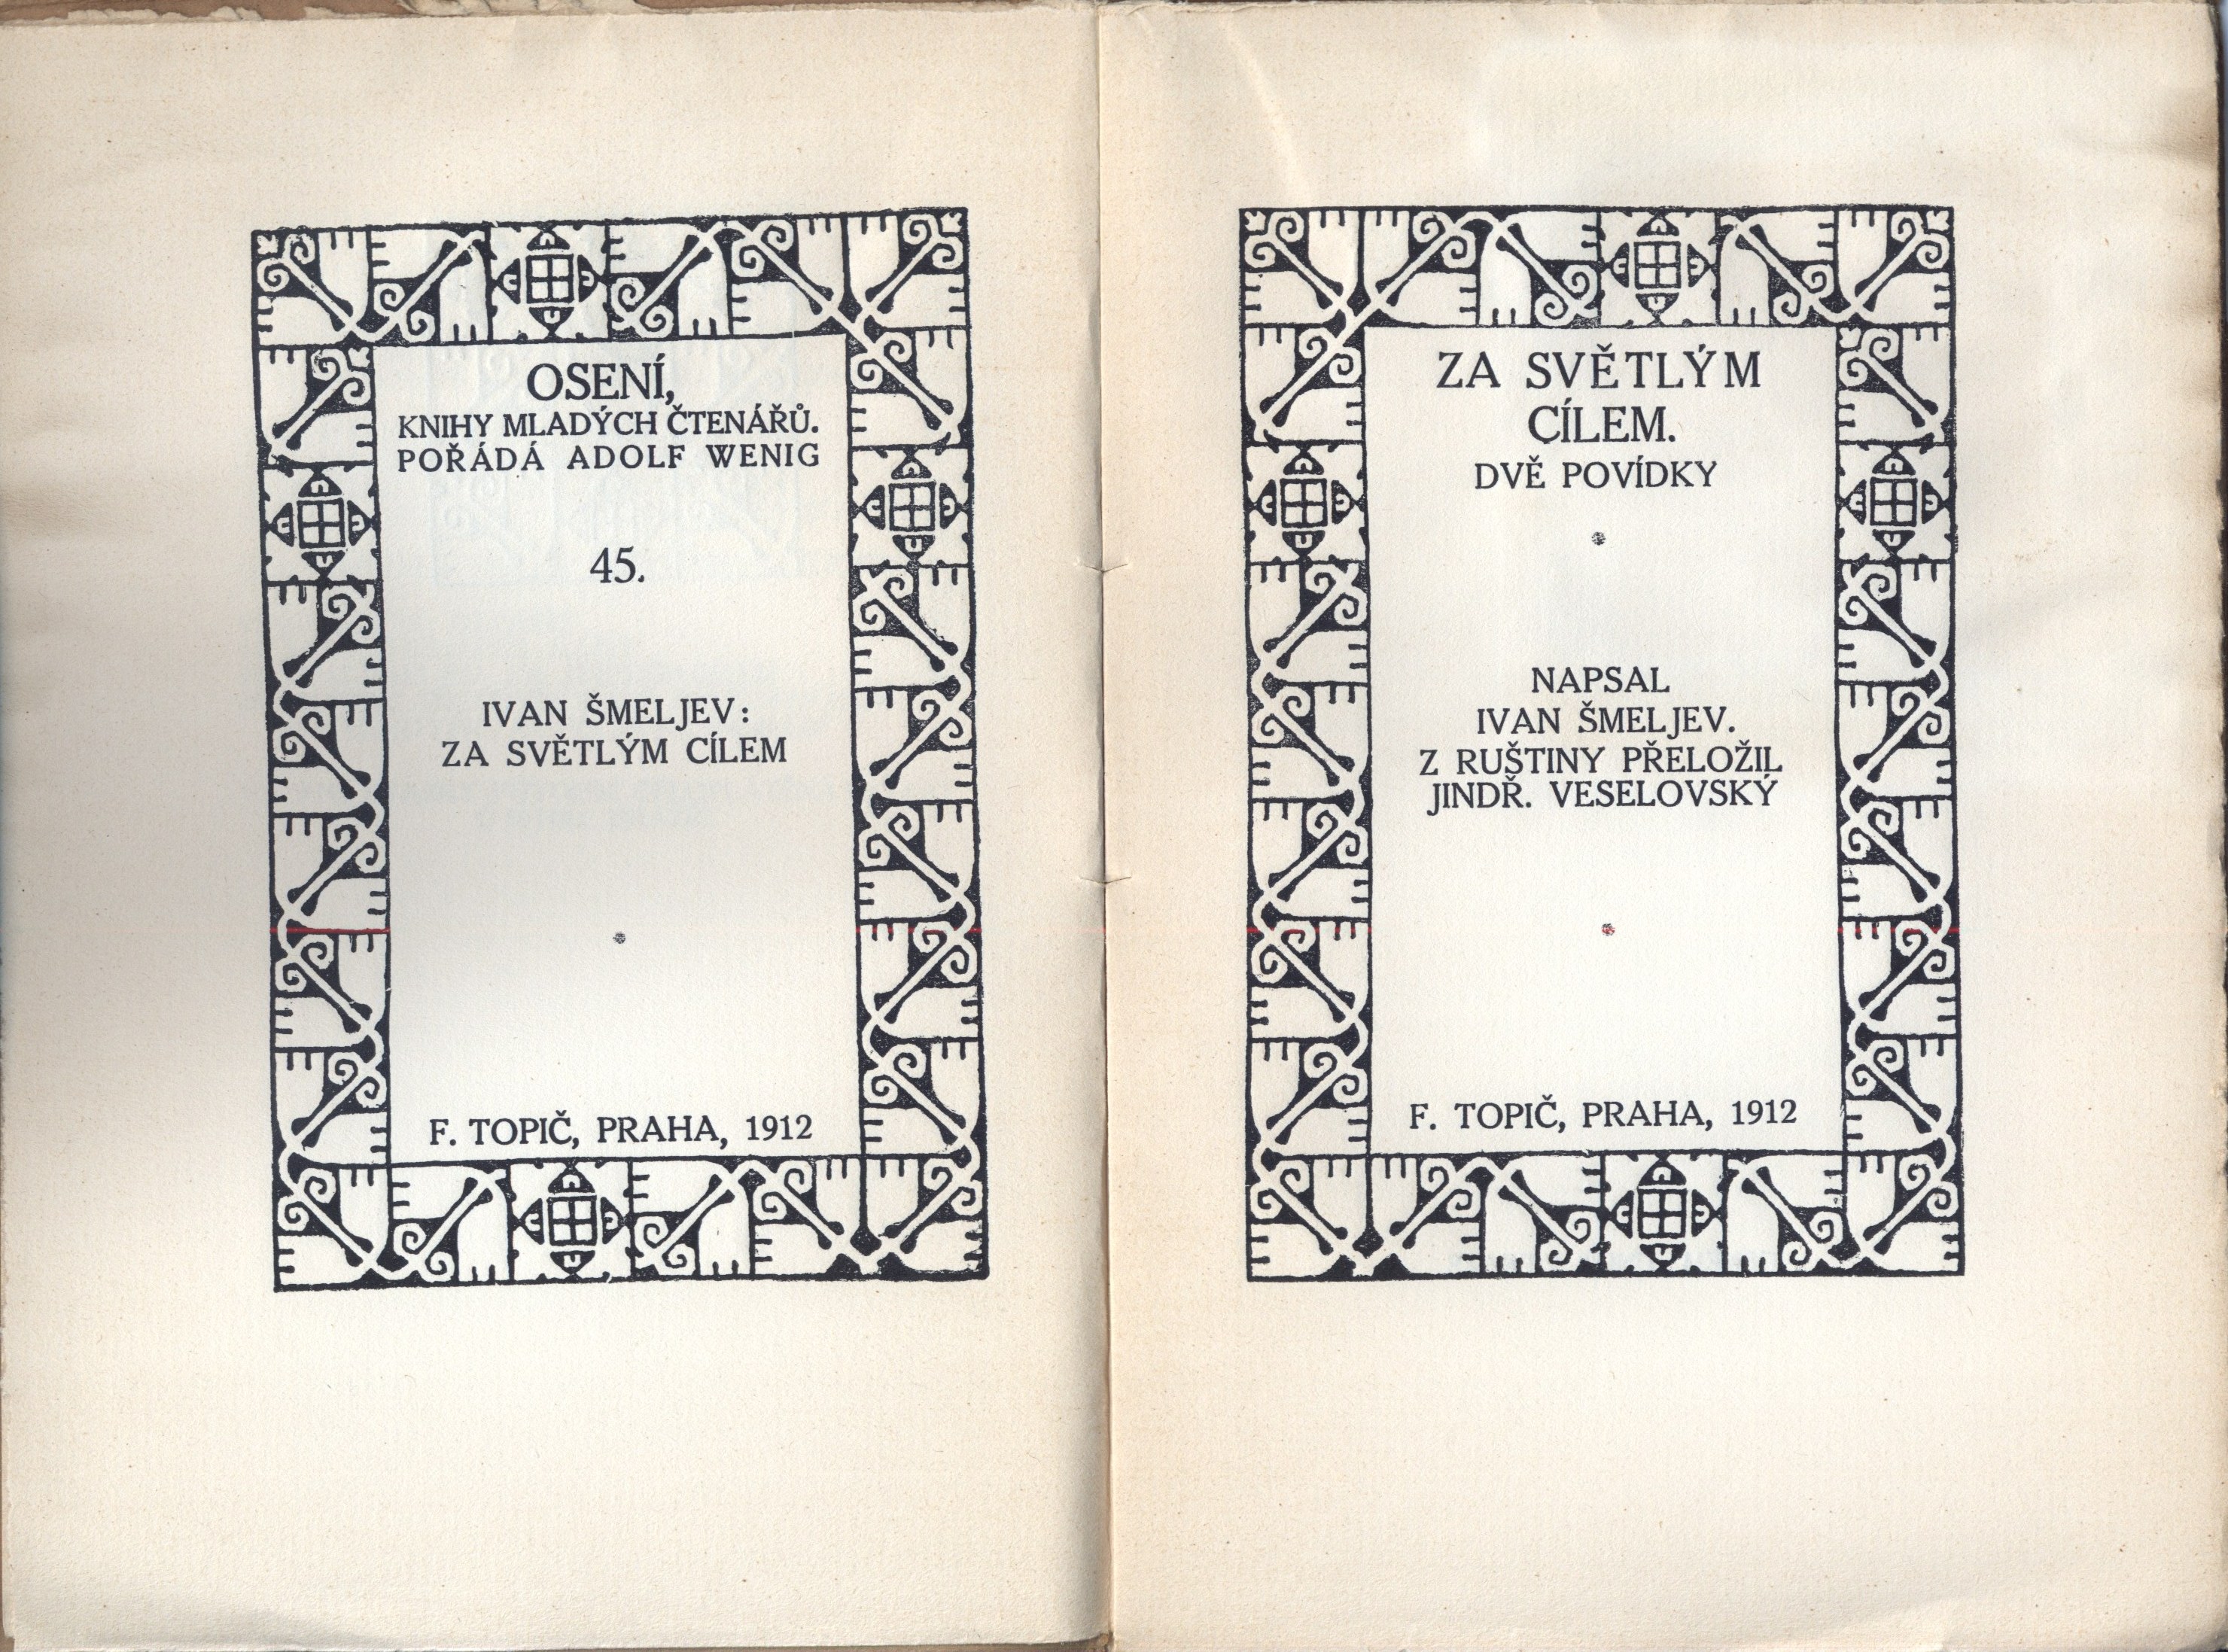 OSENÍ,
KNIHY MLADÝCH ČTENÁŘŮ.
POŘÁDÁ ADOLF WENIG
45.
IVAN ŠMELJEV:
ZA SVĚTLÝM CÍLEM
F. TOPIČ, PRAHA, 1912
ZA SVĚTLÝM
CÍLEM.
DVĚ POVÍDKY
NAPSAL
IVAN ŠMELJEV.
Z RUŠTINY PŘELOŽIL
JINDŘ. VESELOVSKÝ
F. TOPIČ, PRAHA, 1912